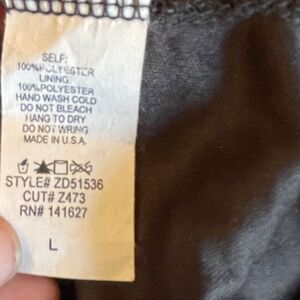 SELF:
100%POLYESTER
LINING:
100%POLYESTER
HAND WASH COLD
DO NOT BLEACH
HANG TO DRY
DO NOT WRING
MADE IN U.S.A.
STYLE# ZD51536
CUT# Z473
RN# 141627
L